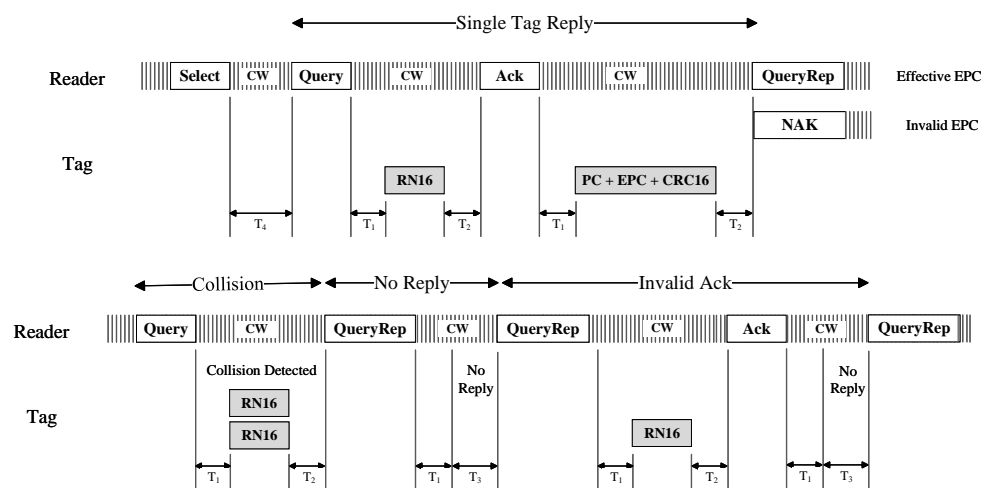 Single Tag Reply
Reader Select CW Query CW Ack CW QueryRep Effective EPC
NAK Invalid EPC
Tag
RN16 PC + EPC + CRC16
T4 T1 T2 T1 T2
Collision No Reply Invalid Ack
Reader Query CW QueryRep CW QueryRep CW Ack CW QueryRep
Collision Detected No Reply No Reply
RN16
Tag
RN16 RN16
T1 T2 T1 T3 T1 T2 T1 T3